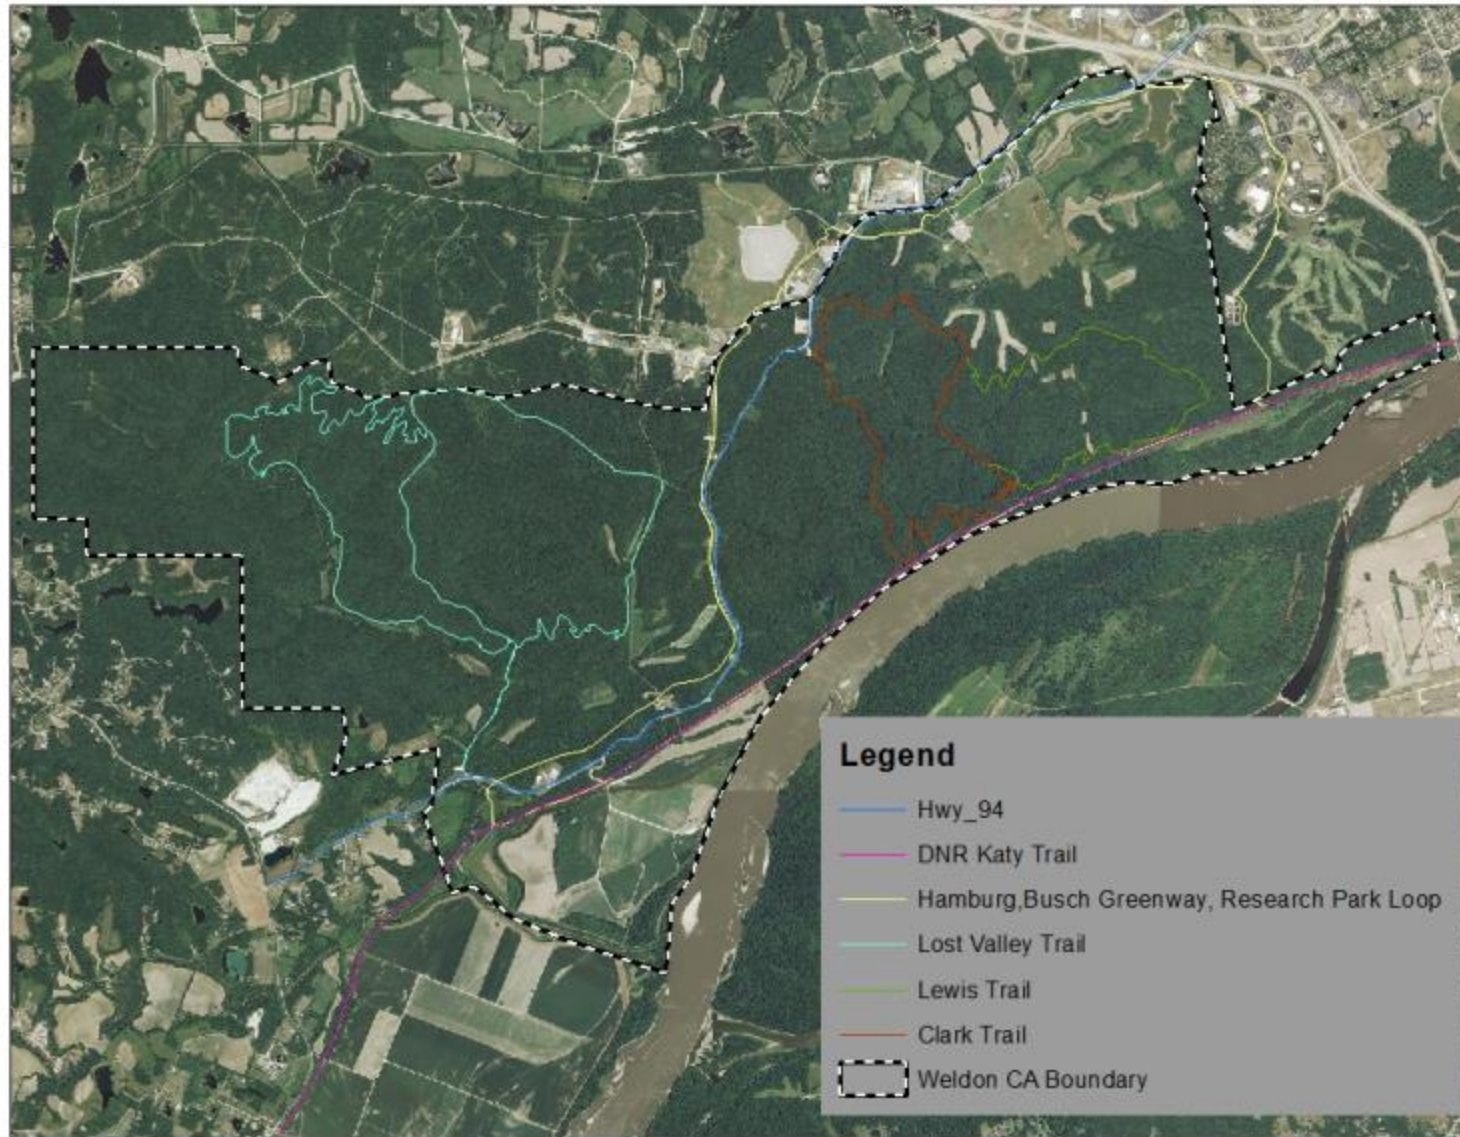 Legend
Hwy_94
DNR Katy Trail
Hamburg,Busch Greenway, Research Park Loop
Lost Valley Trail
Lewis Trail
Clark Trail
Weldon CA Boundary